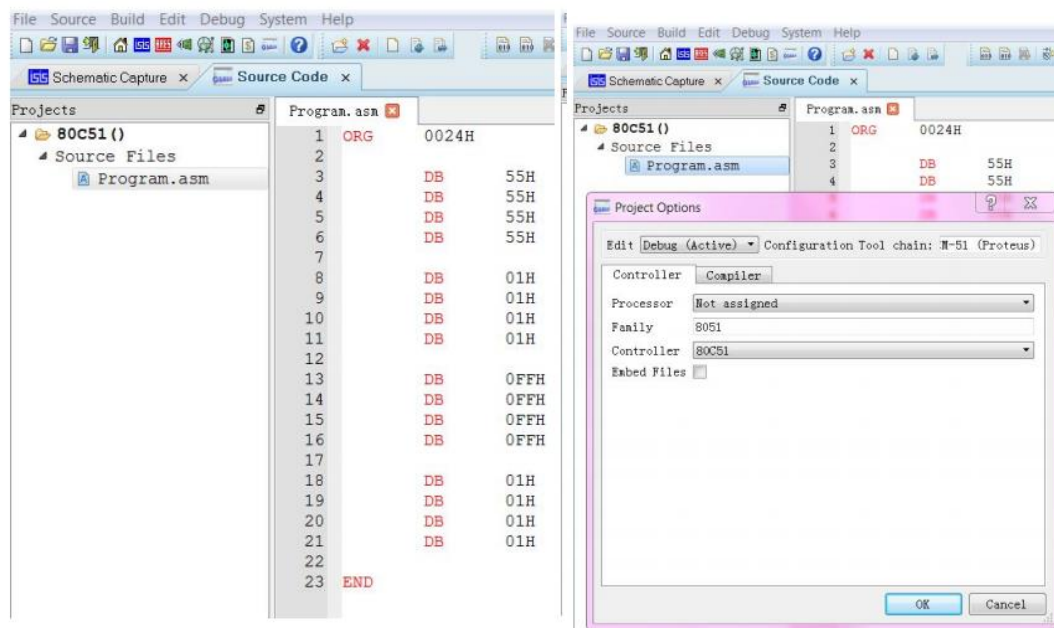 File Source Build Edit Debug System Help
ISIS Schematic Capture x Source Code x
Projects
80C51 ()
Source Files
Program.asm
Program.asm
1 ORG 0024H
2
3 DB 55H
4 DB 55H
5 DB 55H
6 DB 55H
7
8 DB 01H
9 DB 01H
10 DB 01H
11 DB 01H
12
13 DB 0FFH
14 DB 0FFH
15 DB 0FFH
16 DB 0FFH
17
18 DB 01H
19 DB 01H
20 DB 01H
21 DB 01H
22
23 END
File Source Build Edit Debug System Help
ISIS Schematic Capture x Source Code x
Projects
80C51 ()
Source Files
Program.asm
Program.asm
1 ORG 0024H
2
3 DB 55H
4 DB 55H
Project Options
Edit Debug (Active) Configuration Tool chain: M-51 (Proteus)
Controller Compiler
Processor Not assigned
Family 8051
Controller 80C51
Embed Files
OK Cancel